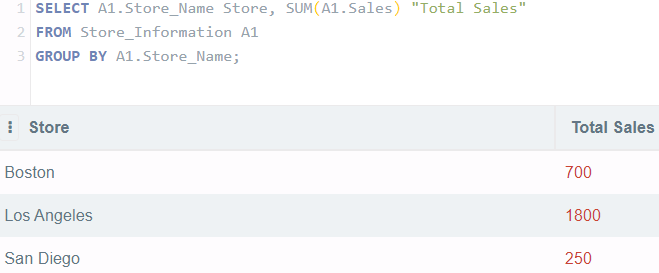 1 SELECT A1.Store_Name Store, SUM(A1.Sales) "Total Sales"
2 FROM Store_Information A1
3 GROUP BY A1.Store_Name;
Store Total Sales
Boston 700
Los Angeles 1800
San Diego 250